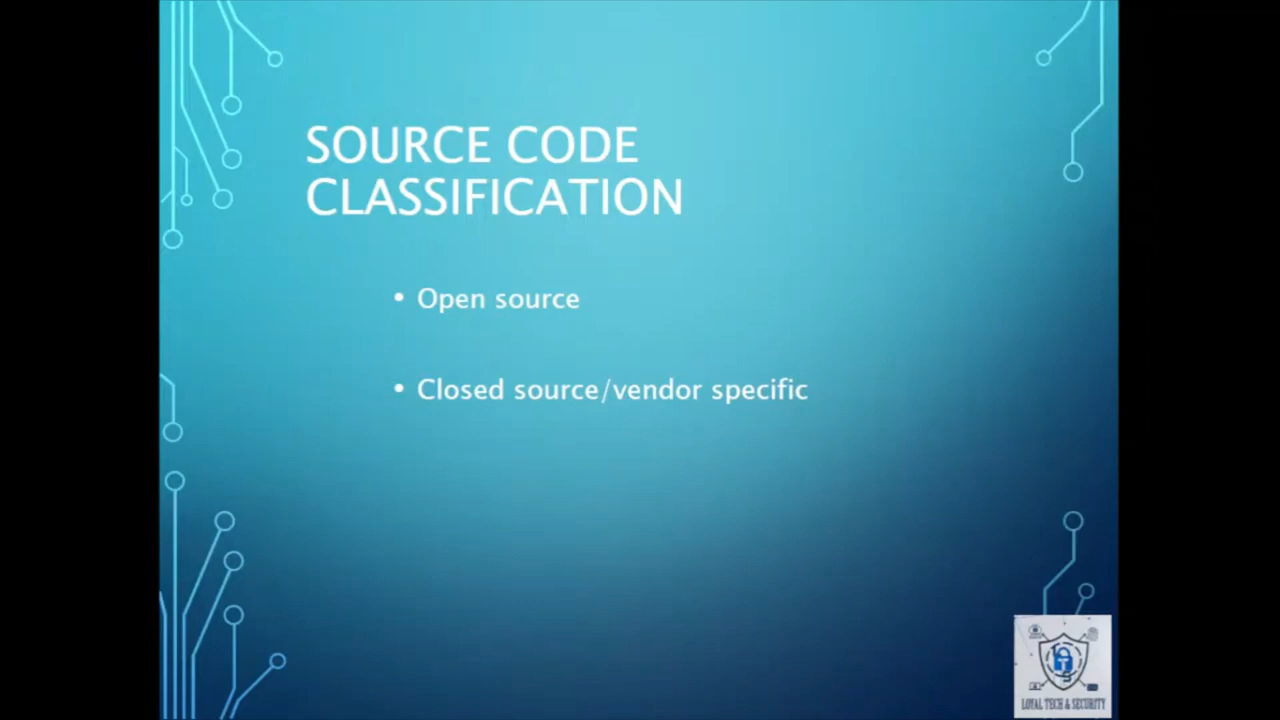 SOURCE CODE
CLASSIFICATION
• Open source
• Closed source/vendor specific
LOYAL TECH & SECURITY